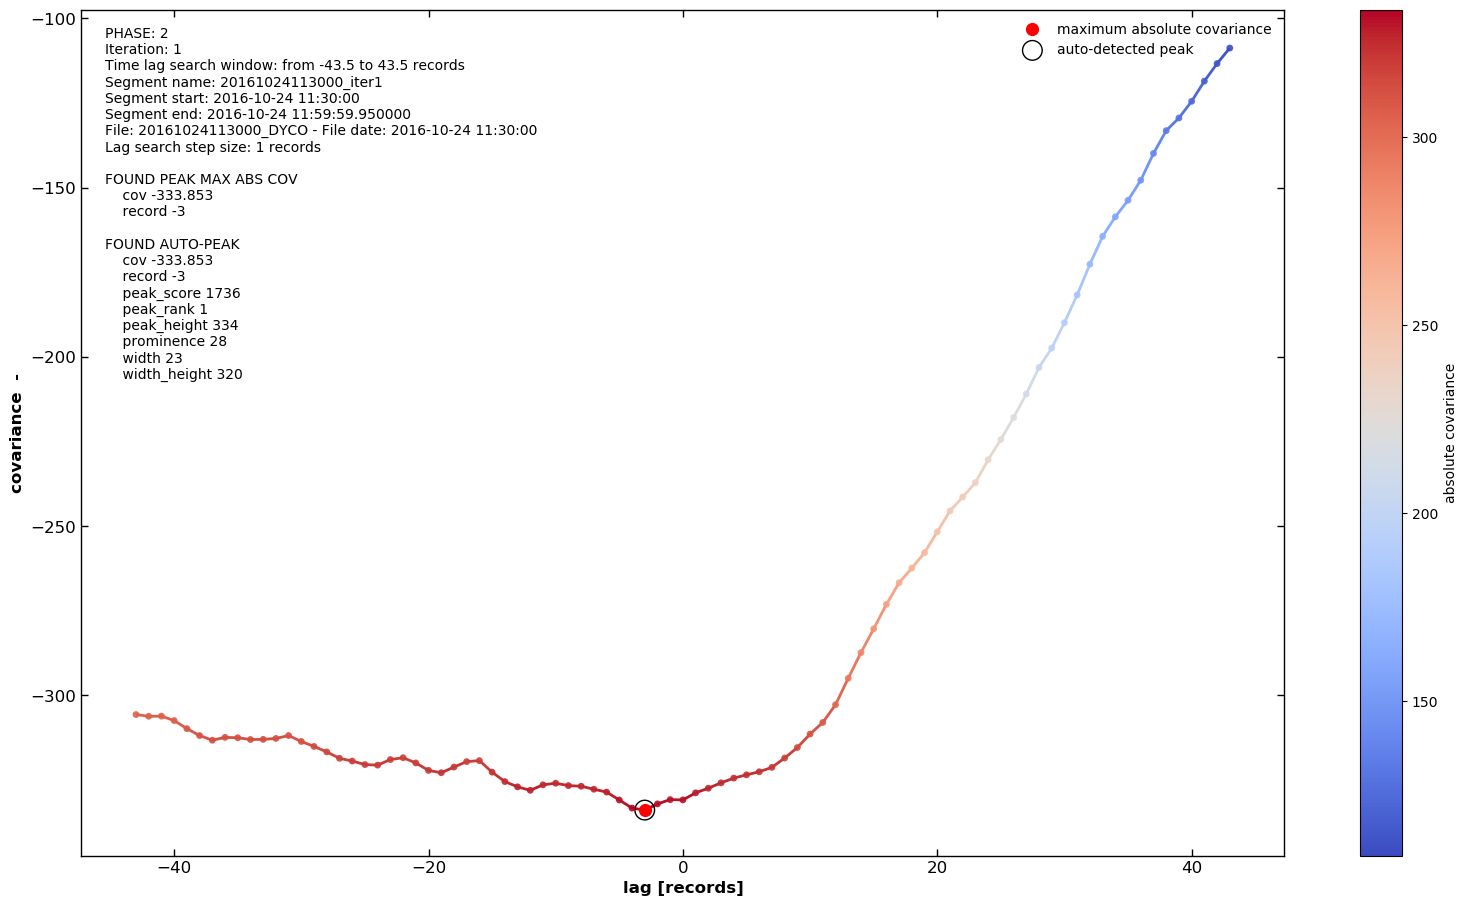 PHASE: 2
Iteration: 1
Time lag search window: from -43.5 to 43.5 records
Segment name: 20161024113000_iter1
Segment start: 2016-10-24 11:30:00
Segment end: 2016-10-24 11:59:59.950000
File: 20161024113000_DYCO - File date: 2016-10-24 11:30:00
Lag search step size: 1 records
FOUND PEAK MAX ABS COV
cov -333.853
record -3
FOUND AUTO-PEAK
cov -333.853
record -3
peak_score 1736
peak_rank 1
peak_height 334
prominence 28
width 23
width_height 320
maximum absolute covariance
auto-detected peak
−100
−150
−200
−250
−300
covariance  -
−40
−20
0
20
40
lag [records]
300
250
200
150
absolute covariance